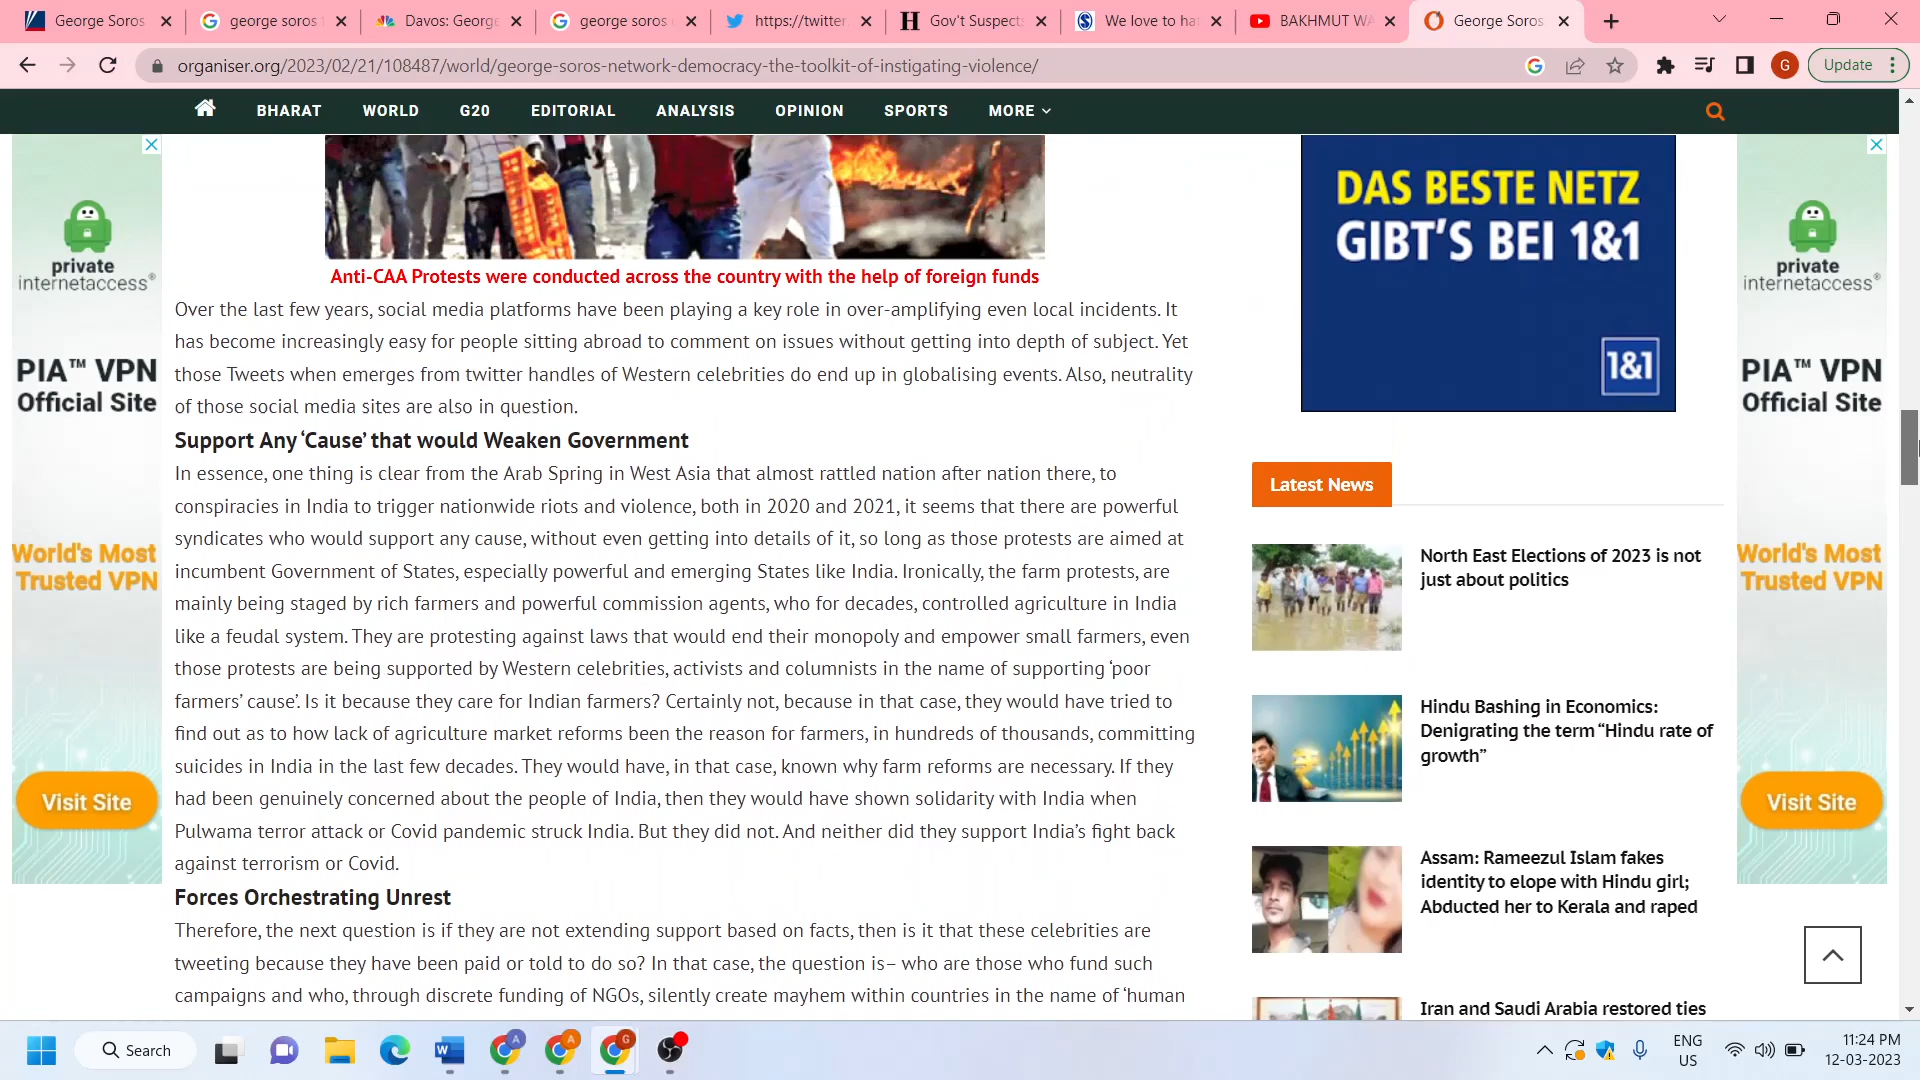 George Soros
george soros
Davos: George
george soros
https://twitter.
Gov't Suspects
We love to ha
BAKHMUT WA
George Soros
organiser.org/2023/02/21/108487/world/george-soros-network-democracy-the-toolkit-of-instigating-violence/
G
Update
BHARAT
WORLD
G20
EDITORIAL
ANALYSIS
OPINION
SPORTS
MORE
private
internetaccess®
PIA™ VPN
Official Site
World's Most
Trusted VPN
Visit Site
Anti-CAA Protests were conducted across the country with the help of foreign funds
Over the last few years, social media platforms have been playing a key role in over-amplifying even local incidents. It
has become increasingly easy for people sitting abroad to comment on issues without getting into depth of subject. Yet
those Tweets when emerges from twitter handles of Western celebrities do end up in globalising events. Also, neutrality
of those social media sites are also in question.
Support Any ‘Cause’ that would Weaken Government
In essence, one thing is clear from the Arab Spring in West Asia that almost rattled nation after nation there, to
conspiracies in India to trigger nationwide riots and violence, both in 2020 and 2021, it seems that there are powerful
syndicates who would support any cause, without even getting into details of it, so long as those protests are aimed at
incumbent Government of States, especially powerful and emerging States like India. Ironically, the farm protests, are
mainly being staged by rich farmers and powerful commission agents, who for decades, controlled agriculture in India
like a feudal system. They are protesting against laws that would end their monopoly and empower small farmers, even
those protests are being supported by Western celebrities, activists and columnists in the name of supporting ‘poor
farmers’ cause’. Is it because they care for Indian farmers? Certainly not, because in that case, they would have tried to
find out as to how lack of agriculture market reforms been the reason for farmers, in hundreds of thousands, committing
suicides in India in the last few decades. They would have, in that case, known why farm reforms are necessary. If they
had been genuinely concerned about the people of India, then they would have shown solidarity with India when
Pulwama terror attack or Covid pandemic struck India. But they did not. And neither did they support India’s fight back
against terrorism or Covid.
Forces Orchestrating Unrest
Therefore, the next question is if they are not extending support based on facts, then is it that these celebrities are
tweeting because they have been paid or told to do so? In that case, the question is– who are those who fund such
campaigns and who, through discrete funding of NGOs, silently create mayhem within countries in the name of ‘human
DAS BESTE NETZ
GIBT’S BEI 1&1
1&1
Latest News
North East Elections of 2023 is not
just about politics
Hindu Bashing in Economics:
Denigrating the term “Hindu rate of
growth”
Assam: Rameezul Islam fakes
identity to elope with Hindu girl;
Abducted her to Kerala and raped
Iran and Saudi Arabia restored ties
private
internetaccess®
PIA™ VPN
Official Site
World's Most
Trusted VPN
Visit Site
Search
A
A
G
ENG
US
11:24 PM
12-03-2023